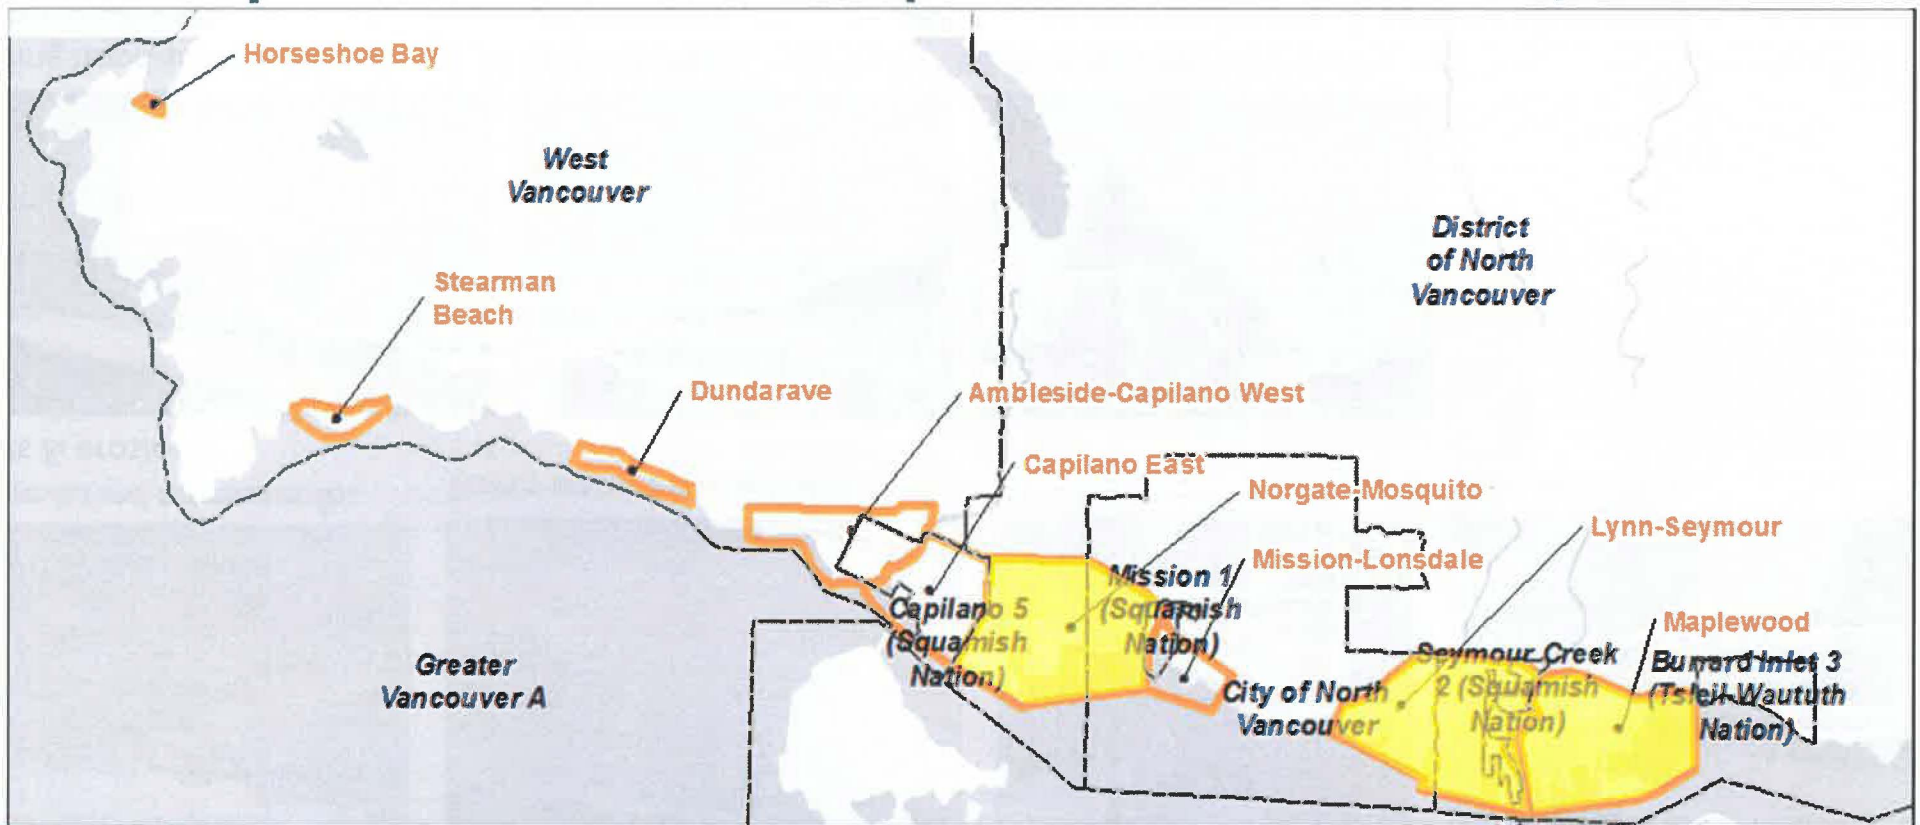 Horseshoe Bay
West
Vancouver
District
of North
Vancouver
Stearman
Beach
Dundarave
Ambleside-Capilano West
Capilano East
Norgate-Mosquito
Lynn-Seymour
Mission-Lonsdale
Mission 1
(Squamish
Nation)
Capilano 5
(Squamish
Nation)
Maplewood
Seymour Creek
2 (Squamish
Nation)
Burrard Inlet 3
(Tsleil-Waututh
Nation)
Greater
Vancouver A
City of North
Vancouver